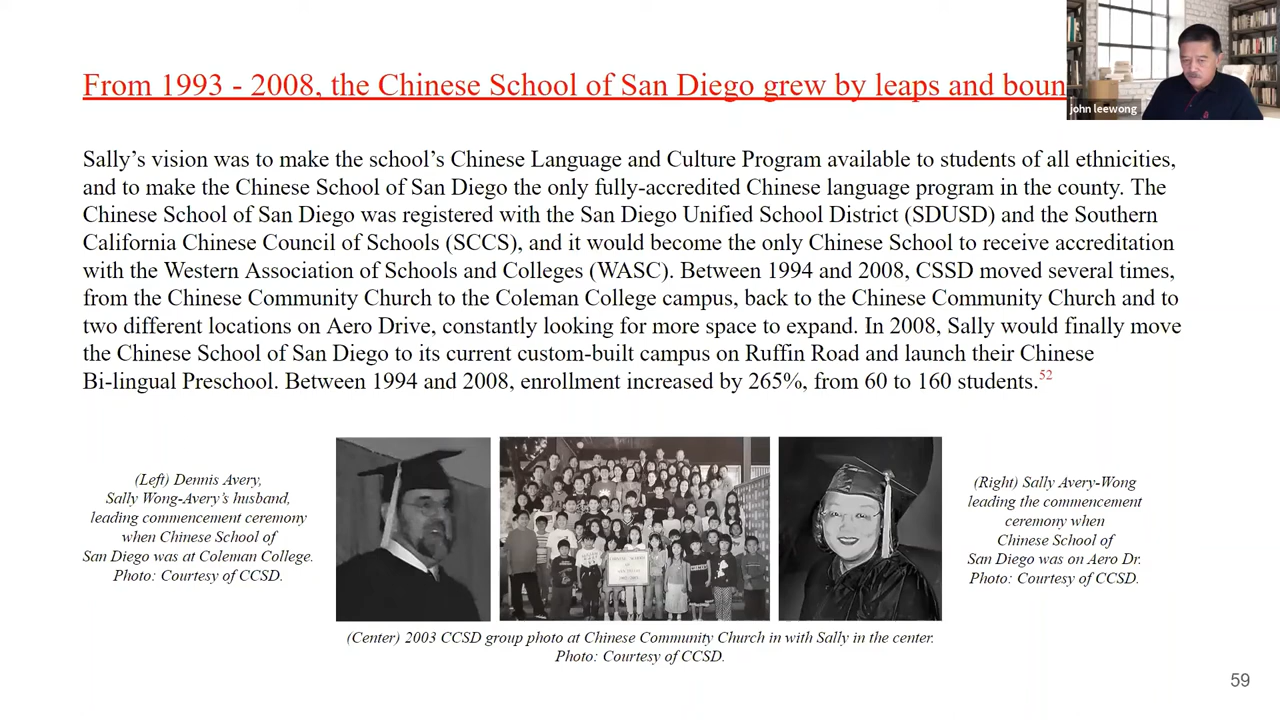 From 1993 - 2008, the Chinese School of San Diego grew by leaps and boun
john leewong
Sally’s vision was to make the school’s Chinese Language and Culture Program available to students of all ethnicities,
and to make the Chinese School of San Diego the only fully-accredited Chinese language program in the county. The
Chinese School of San Diego was registered with the San Diego Unified School District (SDUSD) and the Southern
California Chinese Council of Schools (SCCS), and it would become the only Chinese School to receive accreditation
with the Western Association of Schools and Colleges (WASC). Between 1994 and 2008, CSSD moved several times,
from the Chinese Community Church to the Coleman College campus, back to the Chinese Community Church and to
two different locations on Aero Drive, constantly looking for more space to expand. In 2008, Sally would finally move
the Chinese School of San Diego to its current custom-built campus on Ruffin Road and launch their Chinese
Bi-lingual Preschool. Between 1994 and 2008, enrollment increased by 265%, from 60 to 160 students.52
(Left) Dennis Avery,
Sally Wong-Avery’s husband,
leading commencement ceremony
when Chinese School of
San Diego was at Coleman College.
Photo: Courtesy of CCSD.
CHINESE SCHOOL
(Right) Sally Avery-Wong
leading the commencement
ceremony when
Chinese School of
San Diego was on Aero Dr.
Photo: Courtesy of CCSD.
(Center) 2003 CCSD group photo at Chinese Community Church in with Sally in the center.
Photo: Courtesy of CCSD.
59